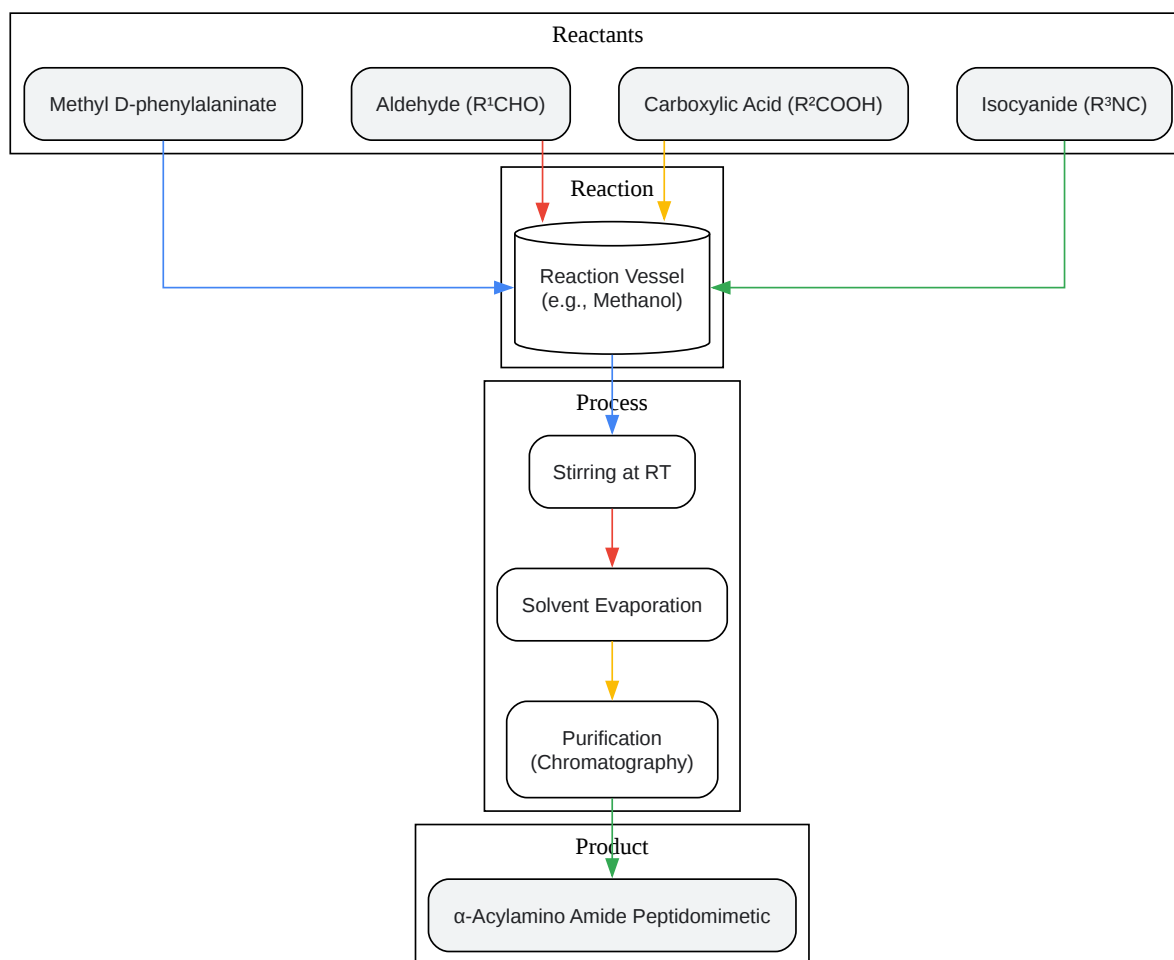 Reactants
Methyl D-phenylalaninate
Aldehyde (R¹CHO)
Carboxylic Acid (R²COOH)
Isocyanide (R³NC)
Reaction
Reaction Vessel
(e.g., Methanol)
Process
Stirring at RT
Solvent Evaporation
Purification
(Chromatography)
Product
α-Acylamino Amide Peptidomimetic